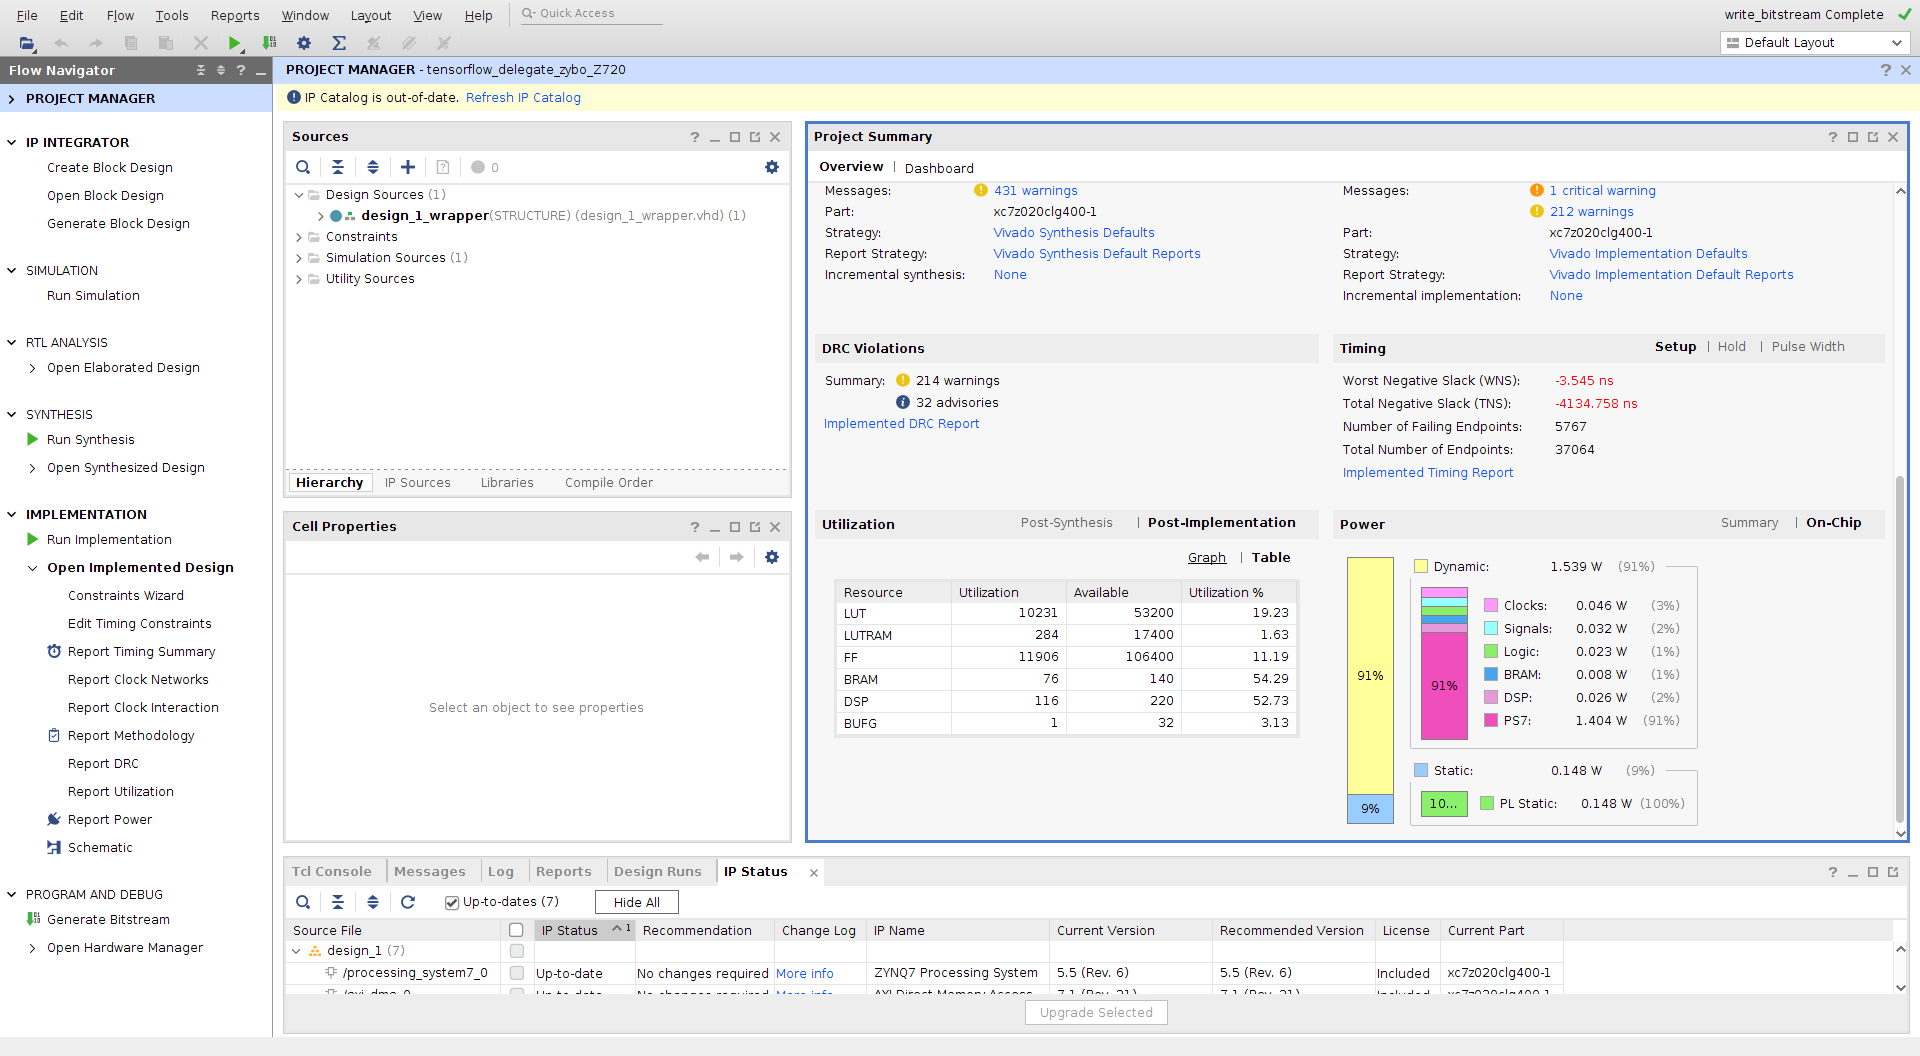 File Edit Flow Tools Reports Window Layout View Help Quick Access
write_bitstream Complete
Default Layout
Flow Navigator
PROJECT MANAGER
IP INTEGRATOR
Create Block Design
Open Block Design
Generate Block Design
SIMULATION
Run Simulation
RTL ANALYSIS
Open Elaborated Design
SYNTHESIS
Run Synthesis
Open Synthesized Design
IMPLEMENTATION
Run Implementation
Open Implemented Design
Constraints Wizard
Edit Timing Constraints
Report Timing Summary
Report Clock Networks
Report Clock Interaction
Report Methodology
Report DRC
Report Utilization
Report Power
Schematic
PROGRAM AND DEBUG
Generate Bitstream
Open Hardware Manager
PROJECT MANAGER - tensorflow_delegate_zybo_Z720
IP Catalog is out-of-date. Refresh IP Catalog
Sources
0
Design Sources (1)
design_1_wrapper(STRUCTURE) (design_1_wrapper.vhd) (1)
Constraints
Simulation Sources (1)
Utility Sources
Hierarchy IP Sources Libraries Compile Order
Cell Properties
Select an object to see properties
Project Summary
Overview | Dashboard
Messages: 431 warnings
Part: xc7z020clg400-1
Strategy: Vivado Synthesis Defaults
Report Strategy: Vivado Synthesis Default Reports
Incremental synthesis: None
Messages: 1 critical warning
212 warnings
Part: xc7z020clg400-1
Strategy: Vivado Implementation Defaults
Report Strategy: Vivado Implementation Default Reports
Incremental implementation: None
DRC Violations
Summary: 214 warnings
32 advisories
Implemented DRC Report
Timing Setup | Hold | Pulse Width
Worst Negative Slack (WNS): -3.545 ns
Total Negative Slack (TNS): -4134.758 ns
Number of Failing Endpoints: 5767
Total Number of Endpoints: 37064
Implemented Timing Report
Utilization Post-Synthesis | Post-Implementation
Graph | Table
Resource Utilization Available Utilization %
LUT 10231 53200 19.23
LUTRAM 284 17400 1.63
FF 11906 106400 11.19
BRAM 76 140 54.29
DSP 116 220 52.73
BUFG 1 32 3.13
Power Summary | On-Chip
91%
9%
Dynamic: 1.539 W (91%)
91%
Clocks: 0.046 W (3%)
Signals: 0.032 W (2%)
Logic: 0.023 W (1%)
BRAM: 0.008 W (1%)
DSP: 0.026 W (2%)
PS7: 1.404 W (91%)
Static: 0.148 W (9%)
10... PL Static: 0.148 W (100%)
Tcl Console Messages Log Reports Design Runs IP Status
Up-to-dates (7) Hide All
Source File IP Status 1 Recommendation Change Log IP Name Current Version Recommended Version License Current Part
design_1 (7)
/processing_system7_0 Up-to-date No changes required More info ZYNQ7 Processing System 5.5 (Rev. 6) 5.5 (Rev. 6) Included xc7z020clg400-1
Upgrade Selected